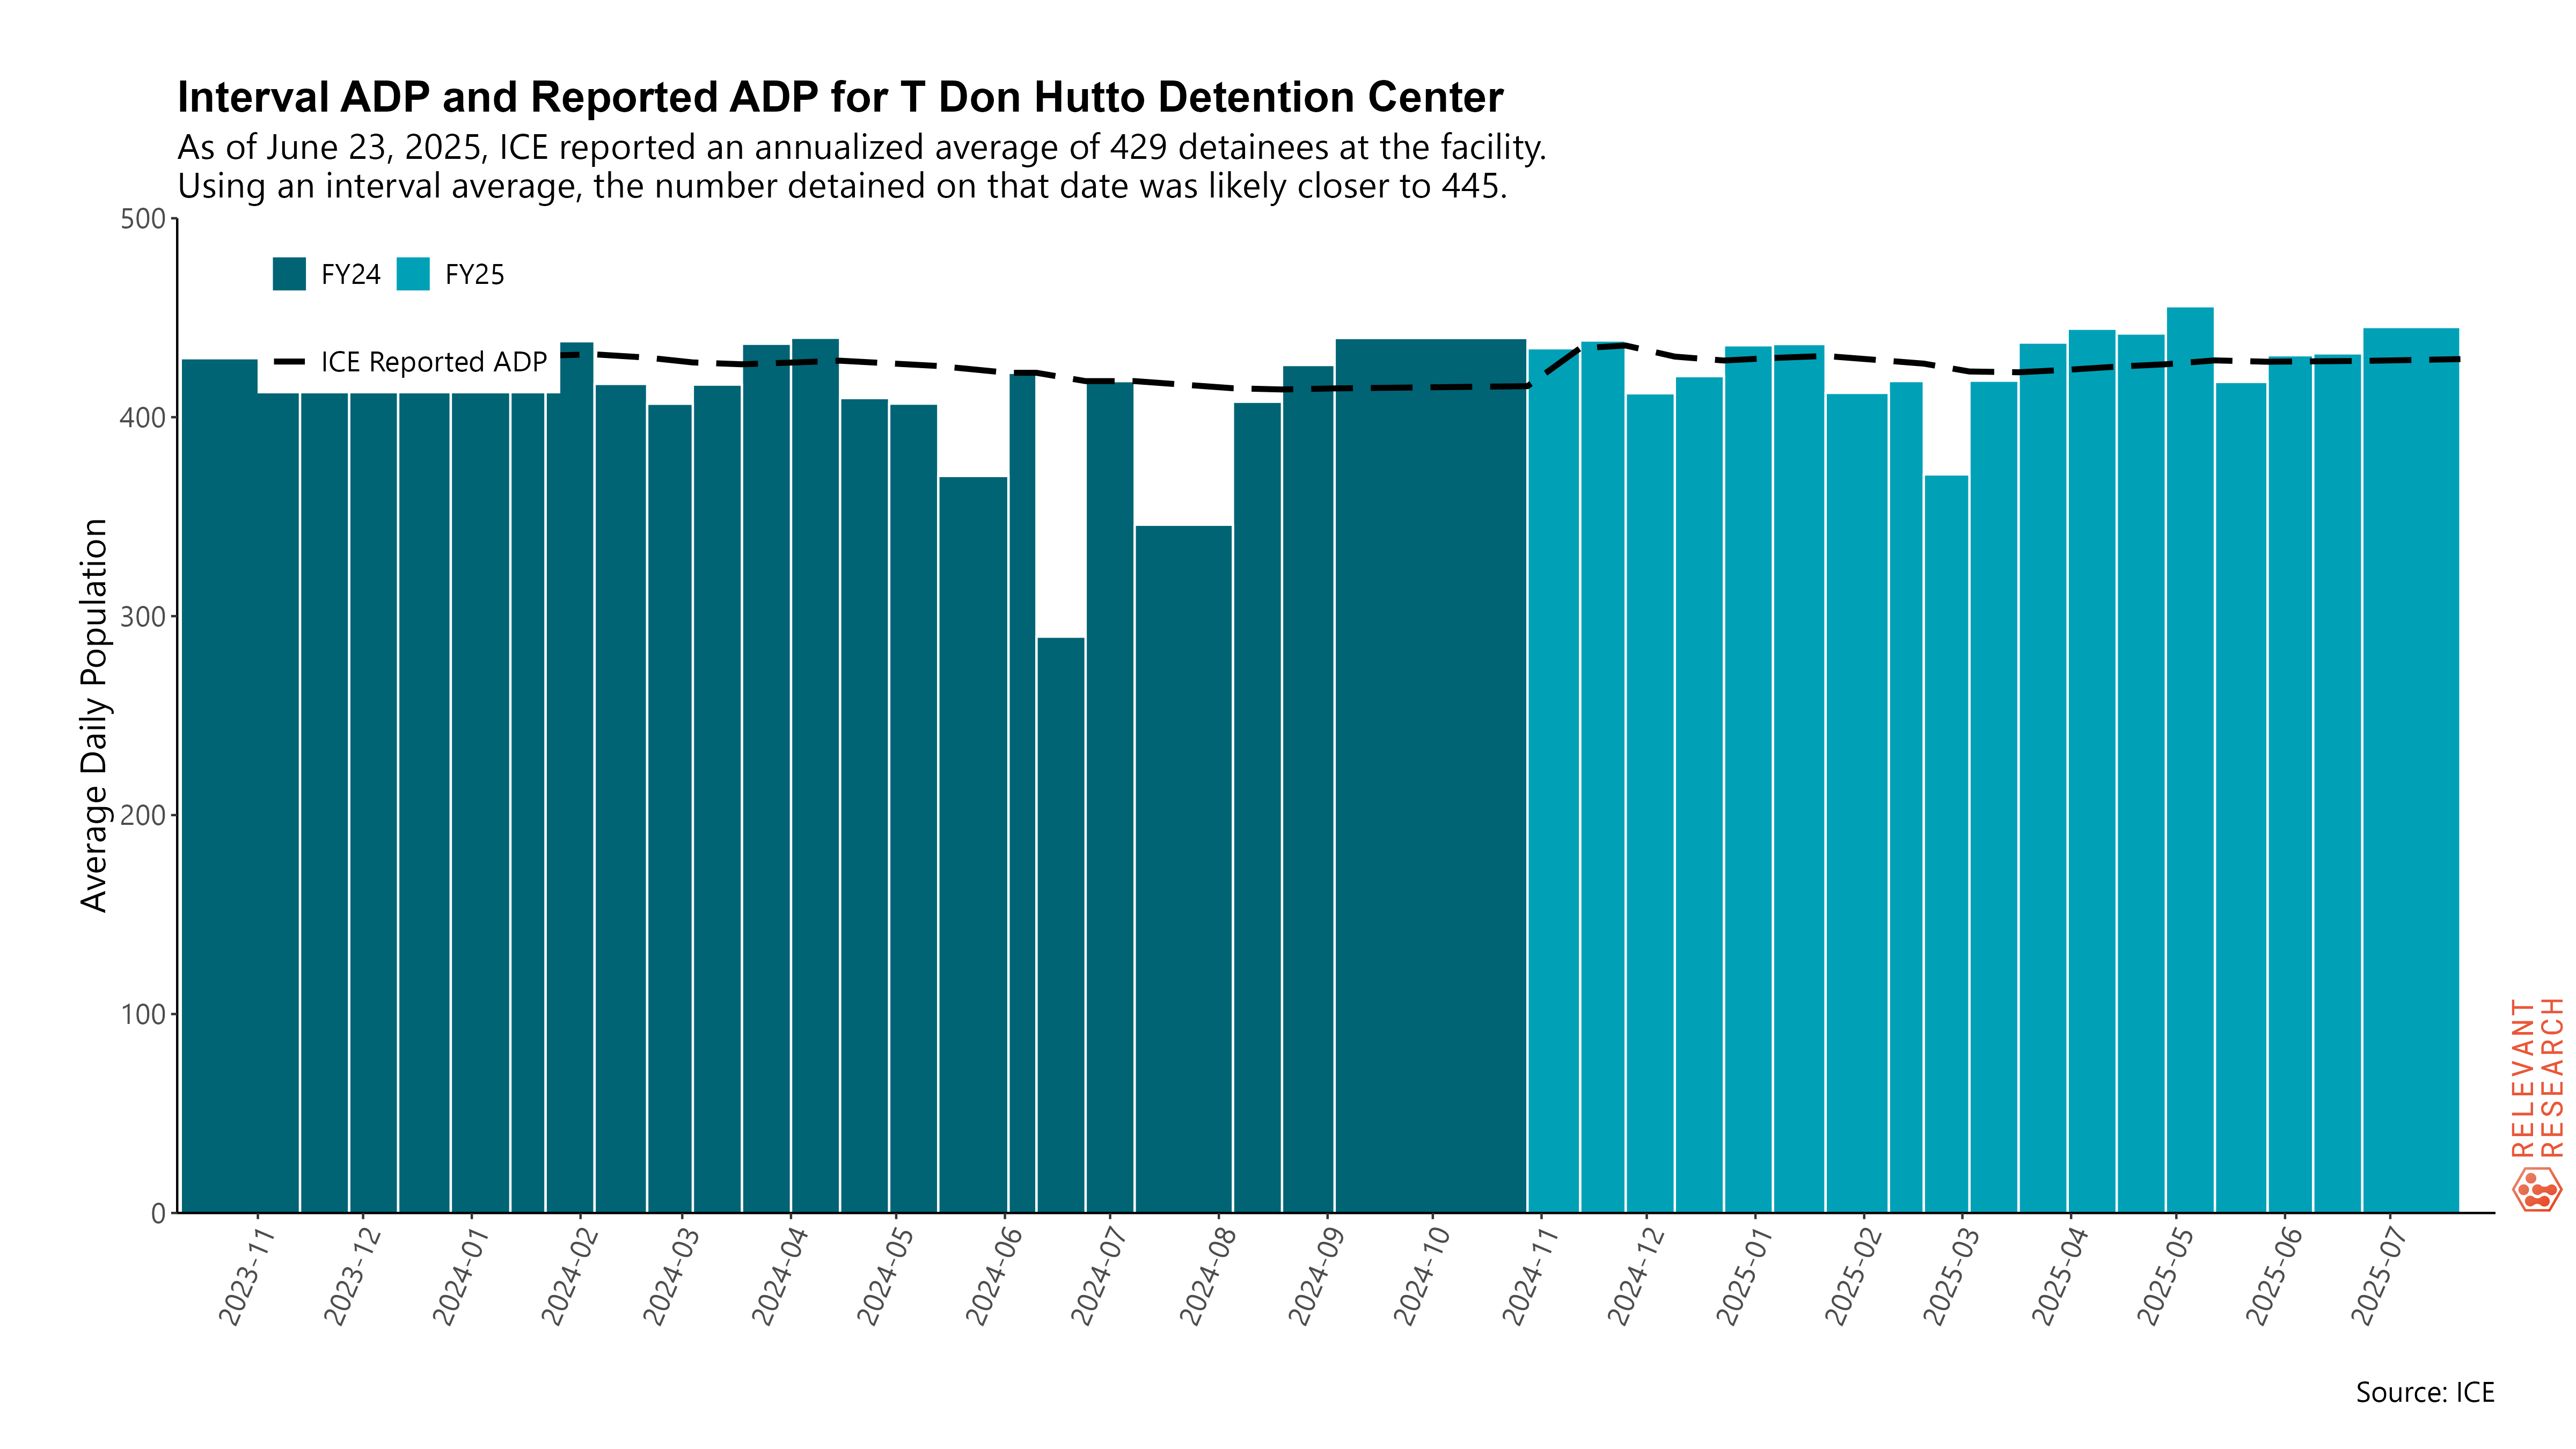 Interval ADP and Reported ADP for T Don Hutto Detention Center
As of June 23, 2025, ICE reported an annualized average of 429 detainees at the facility.
Using an interval average, the number detained on that date was likely closer to 445.
500
400
300
200
100
0
Average Daily Population
FY24
FY25
ICE Reported ADP
2023-11
2023-12
2024-01
2024-02
2024-03
2024-04
2024-05
2024-06
2024-07
2024-08
2024-09
2024-10
2024-11
2024-12
2025-01
2025-02
2025-03
2025-04
2025-05
2025-06
2025-07
RELEVANT
RESEARCH
Source: ICE